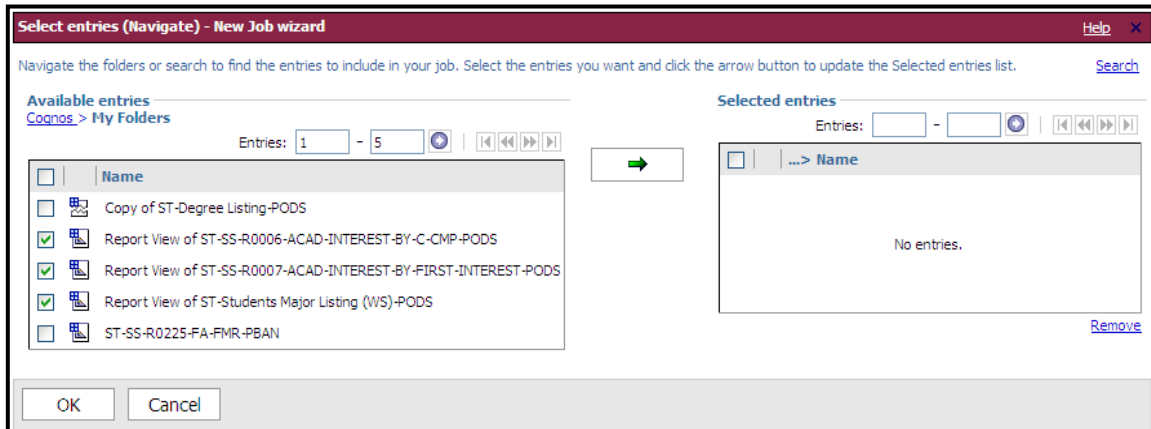 Select entries (Navigate) - New Job wizard
Help
Navigate the folders or search to find the entries to include in your job. Select the entries you want and click the arrow button to update the Selected entries list.
Search
Available entries
Cognos > My Folders
Entries: 1 - 5
Name
Copy of ST-Degree Listing-PODS
Report View of ST-SS-R0006-ACAD-INTEREST-BY-C-CMP-PODS
Report View of ST-SS-R0007-ACAD-INTEREST-BY-FIRST-INTEREST-PODS
Report View of ST-Students Major Listing (WS)-PODS
ST-SS-R0225-FA-FMR-PBAN
Selected entries
Entries: -
...> Name
No entries.
Remove
OK
Cancel